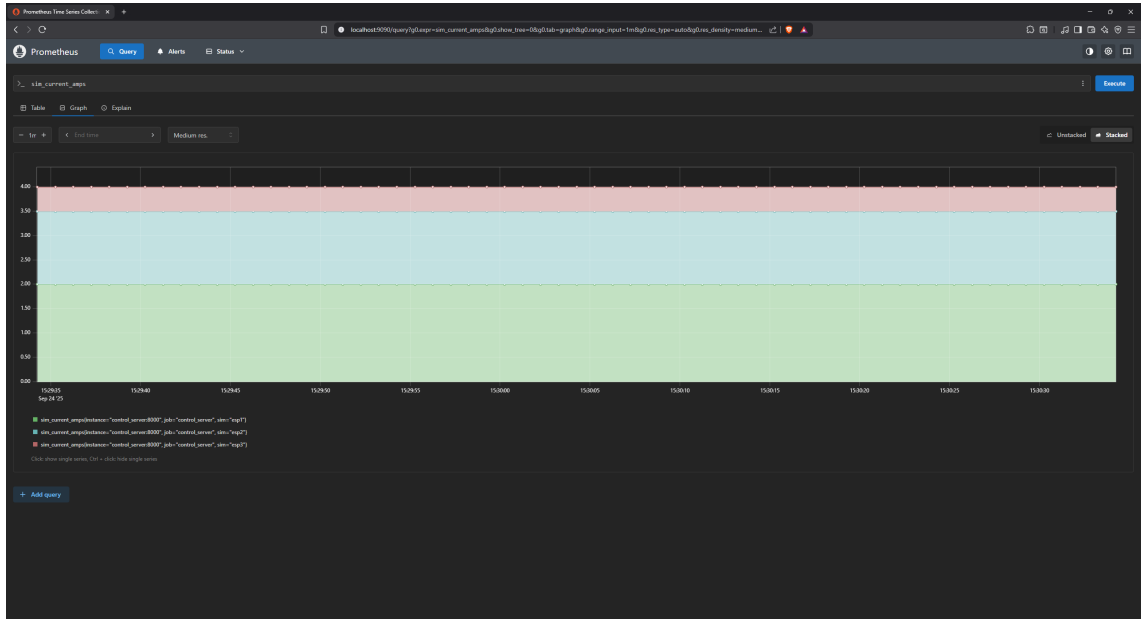 Prometheus Time Series Collecti
localhost:9090/query?g0.expr=sim_current_amps&g0.show_tree=0&g0.tab=graph&g0.range_input=1m&g0.res_type=auto&g0.res_density=medium...
Prometheus Query Alerts Status
>_ sim_current_amps Execute
Table Graph Explain
End time Medium res. Unstacked Stacked
4.00
3.50
3.00
2.50
2.00
1.50
1.00
0.50
0.00
15:29:35 15:29:40 15:29:45 15:29:50 15:29:55 15:30:00 15:30:05 15:30:10 15:30:15 15:30:20 15:30:25 15:30:30
Sep 24 '25
sim_current_amps{instance="control_server:8000", job="control_server", sim="esp1"}
sim_current_amps{instance="control_server:8000", job="control_server", sim="esp2"}
sim_current_amps{instance="control_server:8000", job="control_server", sim="esp3"}
Click: show single series, Ctrl + click: hide single series
+ Add query